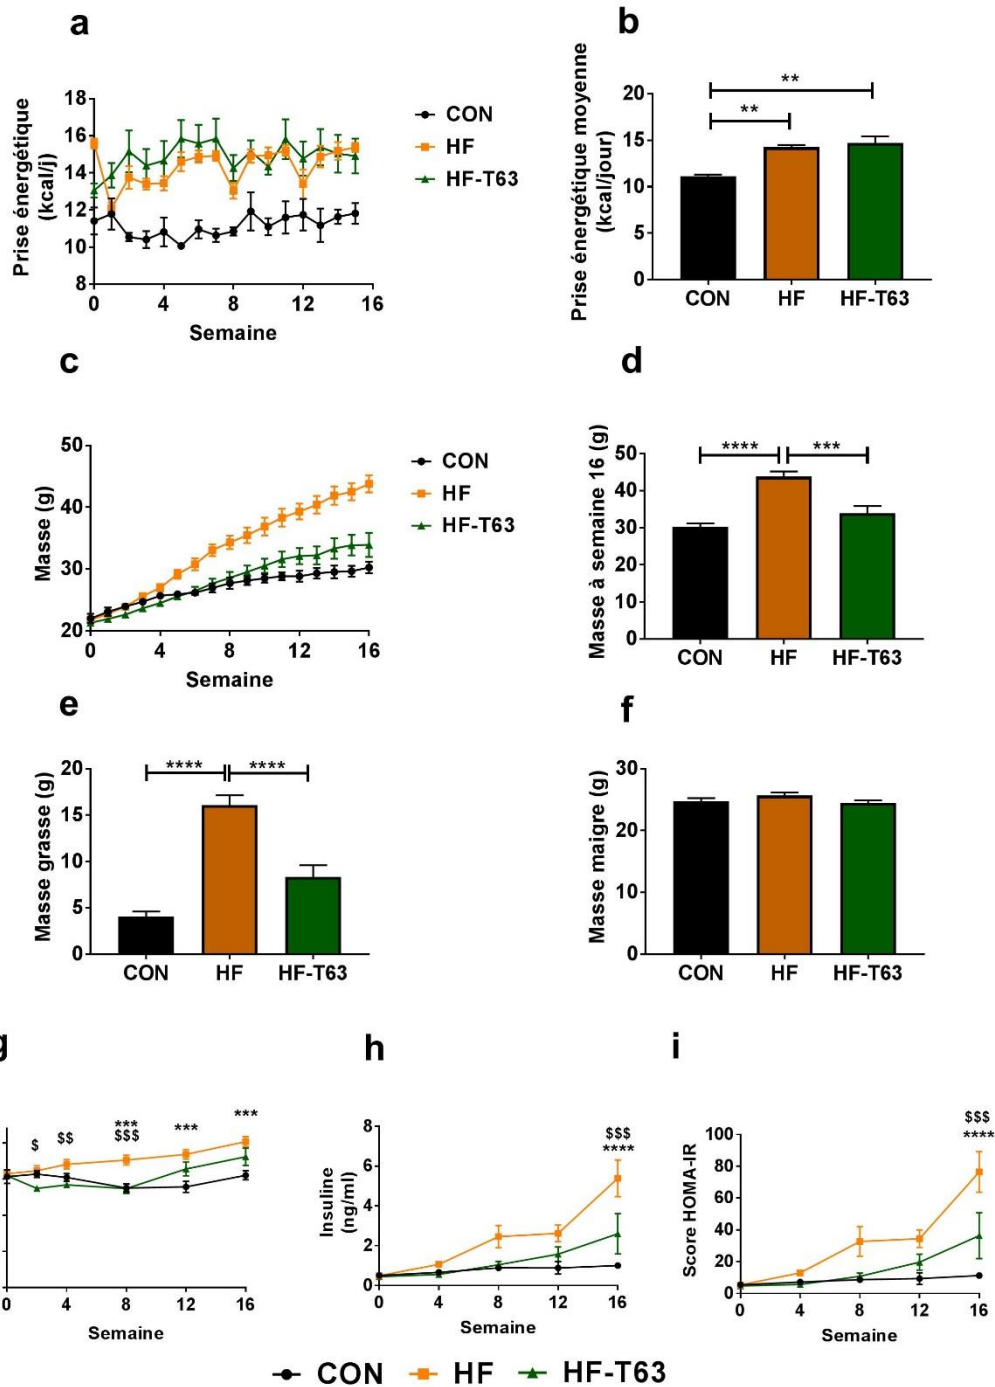 a
Prise énergétique
(kcal/j)
18
16
14
12
10
8
0
4
8
12
16
Semaine
CON
HF
HF-T63
b
Prise énergétique moyenne
(kcal/jour)
20
15
10
5
0
**
**
CON
HF
HF-T63
c
Masse (g)
50
40
30
20
0
4
8
12
16
Semaine
CON
HF
HF-T63
d
Masse à semaine 16 (g)
50
40
30
20
10
0
****
***
CON
HF
HF-T63
e
Masse grasse (g)
20
15
10
5
0
****
****
CON
HF
HF-T63
f
Masse maigre (g)
30
20
10
0
CON
HF
HF-T63
g
$
$$
***
$$$
***
***
0
4
8
12
16
Semaine
h
Insuline
(ng/ml)
8
6
4
2
0
$$$
****
0
4
8
12
16
Semaine
i
Score HOMA-IR
100
80
60
40
20
0
$$$
****
0
4
8
12
16
Semaine
CON
HF
HF-T63